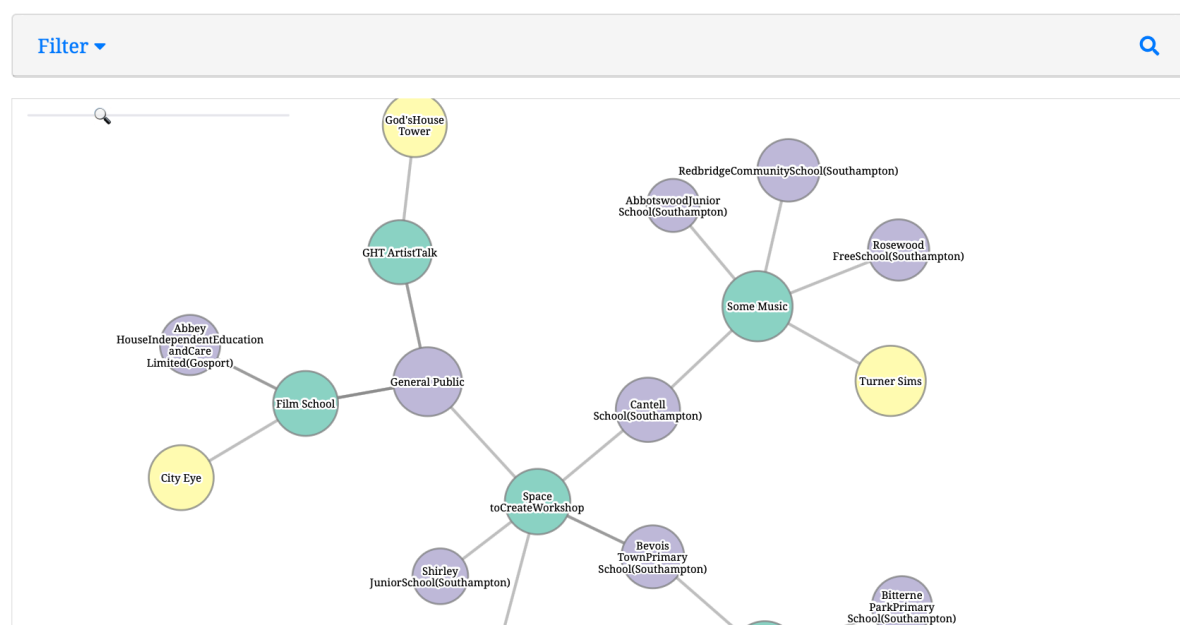 Filter
God'sHouse
Tower
RedbridgeCommunitySchool(Southampton)
AbbotswoodJunior
School(Southampton)
Rosewood
FreeSchool(Southampton)
GHT ArtistTalk
Some Music
Abbey
HouseIndependentEducation
andCare
Limited(Gosport)
General Public
Turner Sims
Film School
Cantell
School(Southampton)
City Eye
Space
toCreateWorkshop
Bevois
TownPrimary
School(Southampton)
Shirley
JuniorSchool(Southampton)
Bitterne
ParkPrimary
School(Southampton)